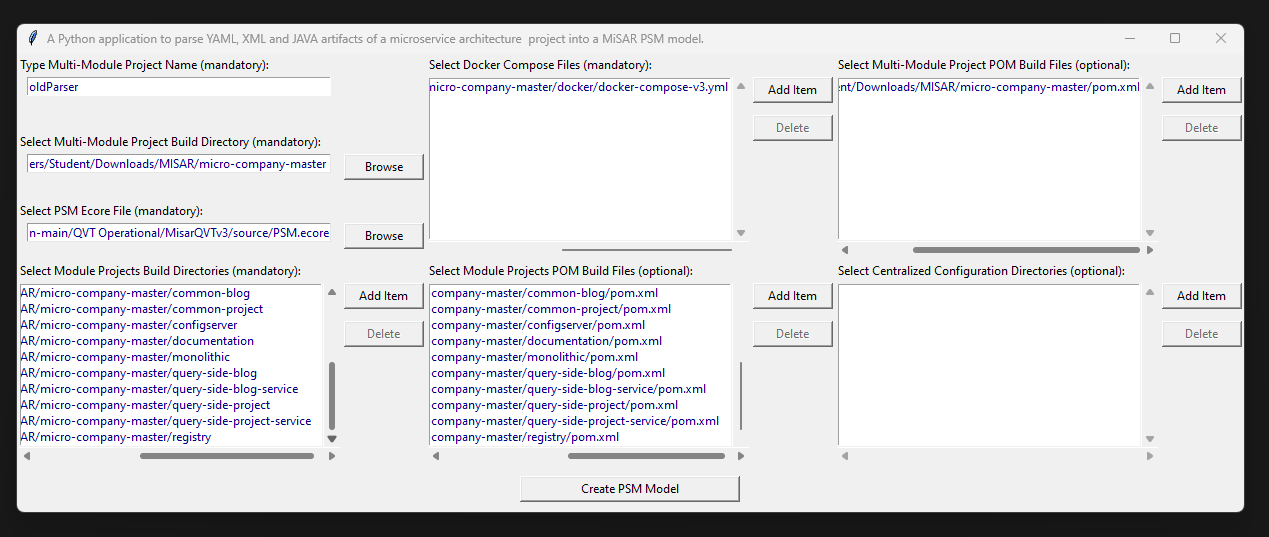 A Python application to parse YAML, XML and JAVA artifacts of a microservice architecture  project into a MiSAR PSM model.
Type Multi-Module Project Name (mandatory):
oldParser
Select Multi-Module Project Build Directory (mandatory):
ers/Student/Downloads/MISAR/micro-company-master
Browse
Select PSM Ecore File (mandatory):
n-main/QVT Operational/MisarQVTv3/source/PSM.ecore
Browse
Select Docker Compose Files (mandatory):
nicro-company-master/docker/docker-compose-v3.yml
Add Item
Delete
Select Multi-Module Project POM Build Files (optional):
nt/Downloads/MISAR/micro-company-master/pom.xml
Add Item
Delete
Select Module Projects Build Directories (mandatory):
AR/micro-company-master/common-blog
AR/micro-company-master/common-project
AR/micro-company-master/configserver
AR/micro-company-master/documentation
AR/micro-company-master/monolithic
AR/micro-company-master/query-side-blog
AR/micro-company-master/query-side-blog-service
AR/micro-company-master/query-side-project
AR/micro-company-master/query-side-project-service
AR/micro-company-master/registry
Add Item
Delete
Select Module Projects POM Build Files (optional):
company-master/common-blog/pom.xml
company-master/common-project/pom.xml
company-master/configserver/pom.xml
company-master/documentation/pom.xml
company-master/monolithic/pom.xml
company-master/query-side-blog/pom.xml
company-master/query-side-blog-service/pom.xml
company-master/query-side-project/pom.xml
company-master/query-side-project-service/pom.xml
company-master/registry/pom.xml
Add Item
Delete
Select Centralized Configuration Directories (optional):
Add Item
Delete
Create PSM Model